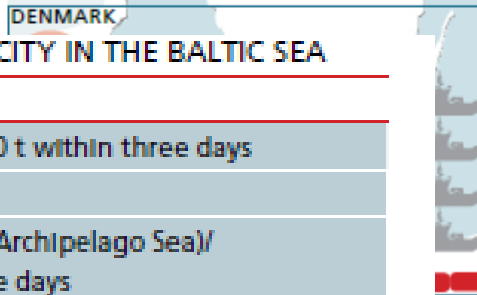 DENMARK
CITY IN THE BALTIC SEA
0 t within three days
Archipelago Sea)/
e days